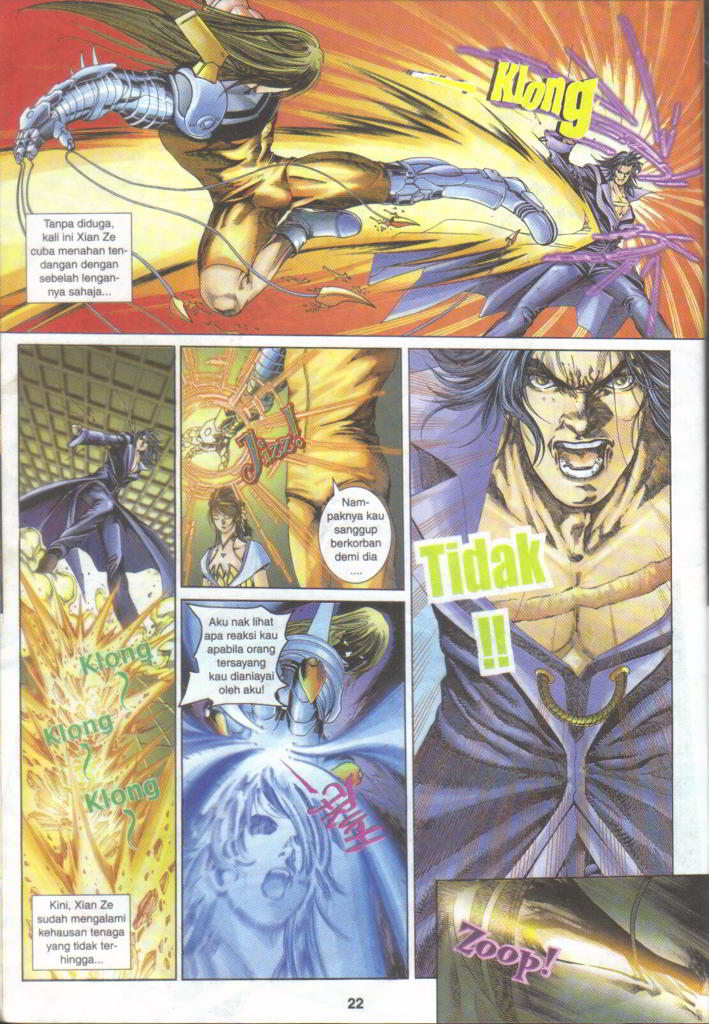 Klong
Tanpa diduga,
kali ini Xian Ze
cuba menahan ten-
dangan dengan
sebelah lengan-
nya sahaja...
Klong
Klong
Klong
Kini, Xian Ze
sudah mengalami
kehausan tenaga
yang tidak ter-
hingga...
Jizz!
Nam-
paknya kau
sanggup
berkorban
demi dia
....
Aku nak lihat
apa reaksi kau
apabila orang
tersayang
kau dianiayai
oleh aku!
Tidak
!!
Zoop!
22